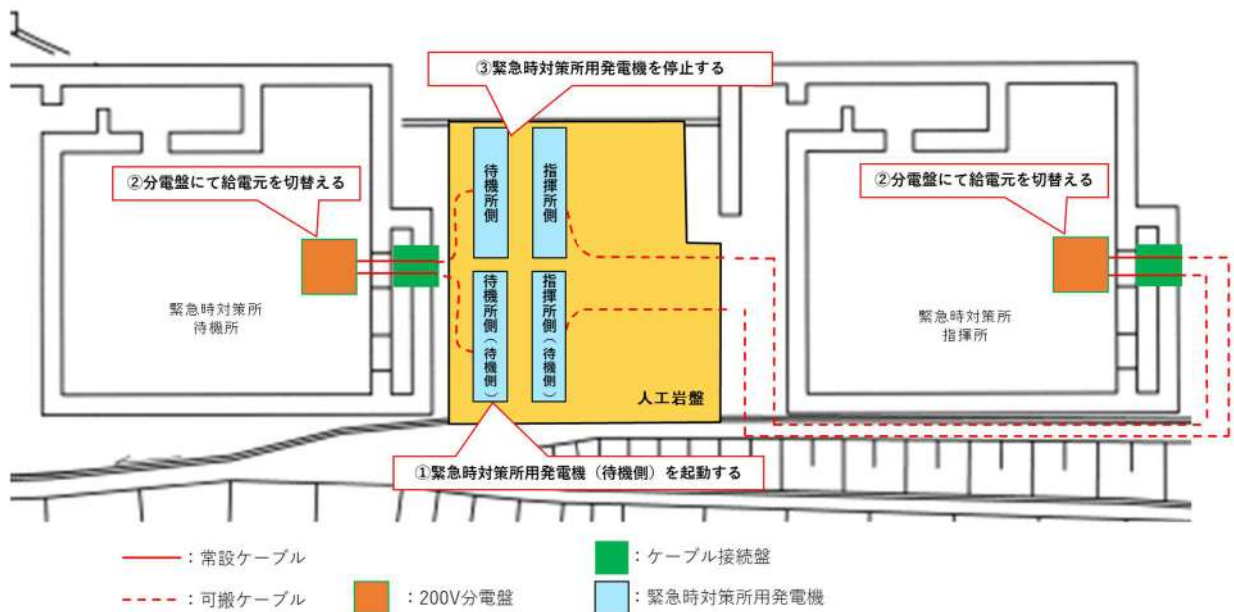 ③緊急時対策所用発電機を停止する
②分電盤にて給電元を切替える
待機所側
指揮所側
②分電盤にて給電元を切替える
緊急時対策所
待機所
待機所側（待機側）
指揮所側（待機側）
人工岩盤
緊急時対策所
指揮所
①緊急時対策所用発電機（待機側）を起動する
：常設ケーブル
：ケーブル接続盤
：可搬ケーブル
：200V分電盤
：緊急時対策所用発電機